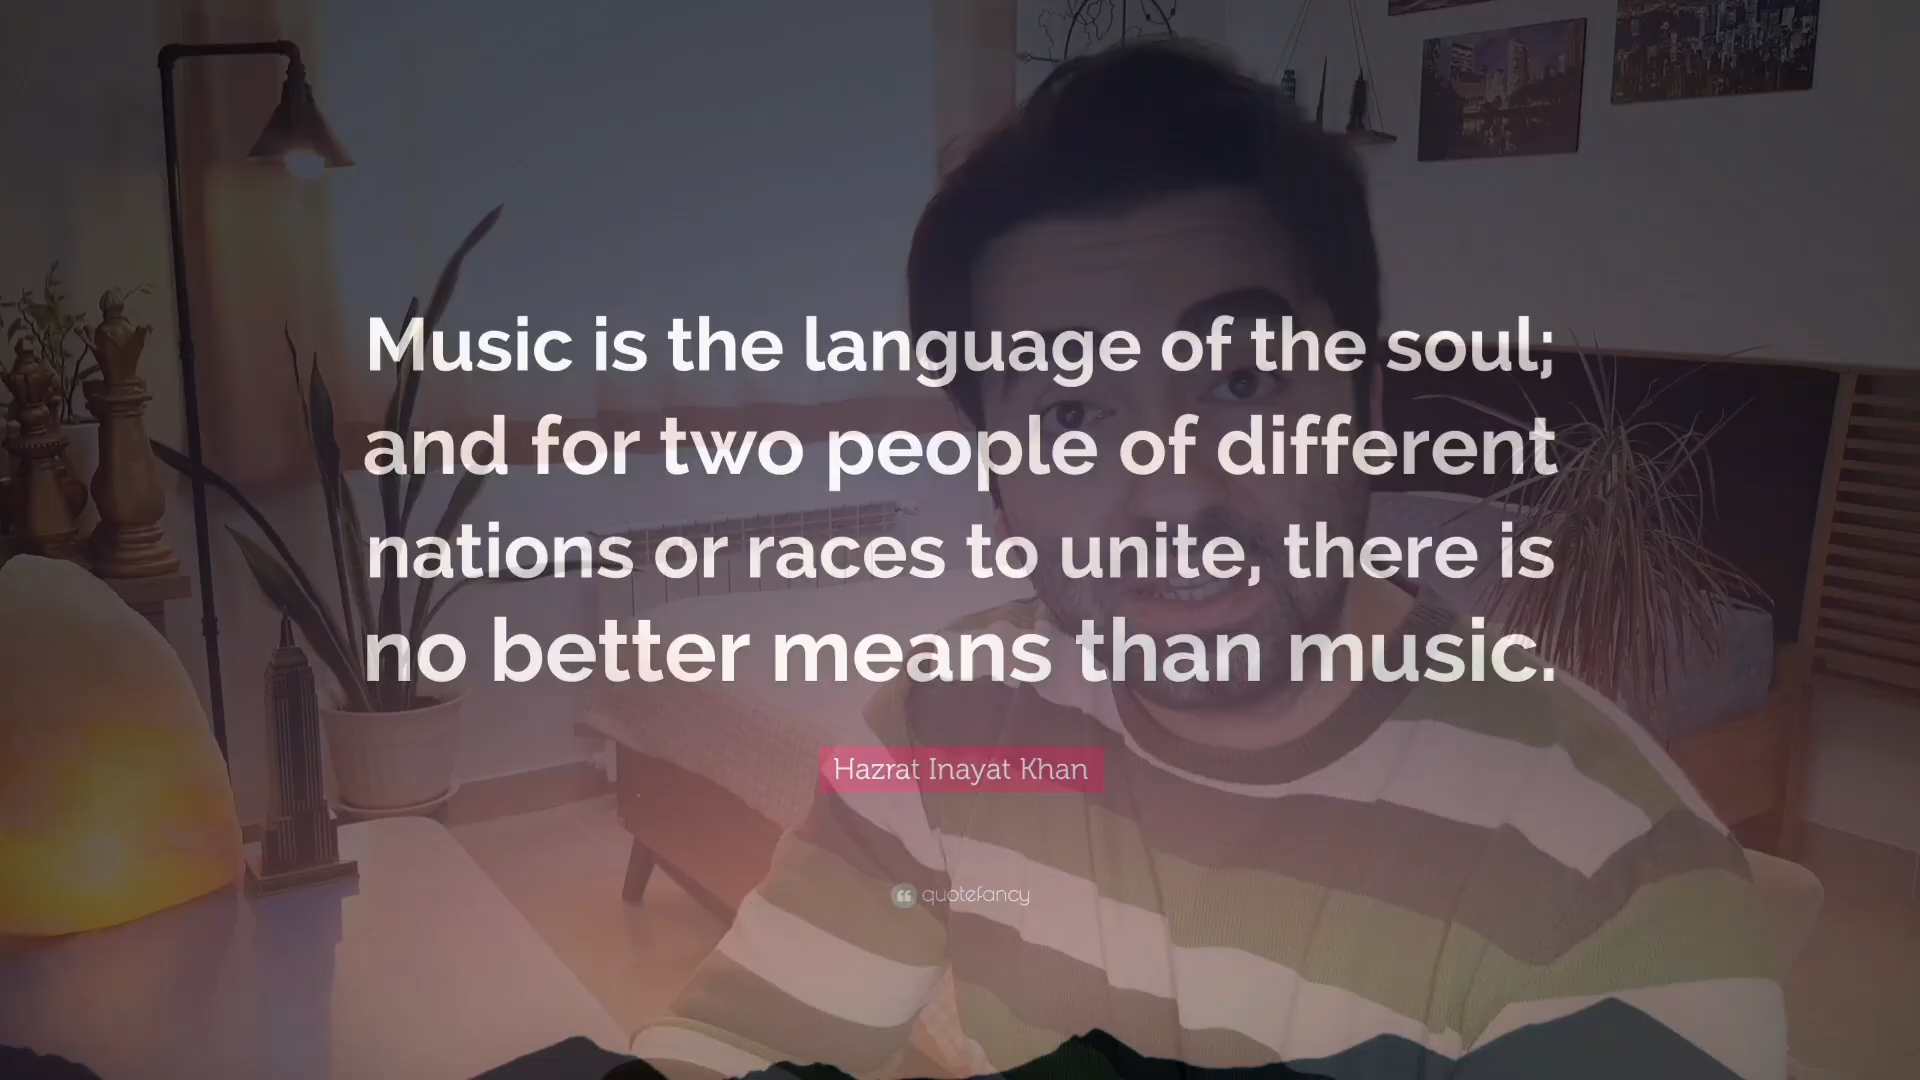 Music is the language of the soul;
and for two people of different
nations or races to unite, there is
no better means than music.
Hazrat Inayat Khan
quotefancy